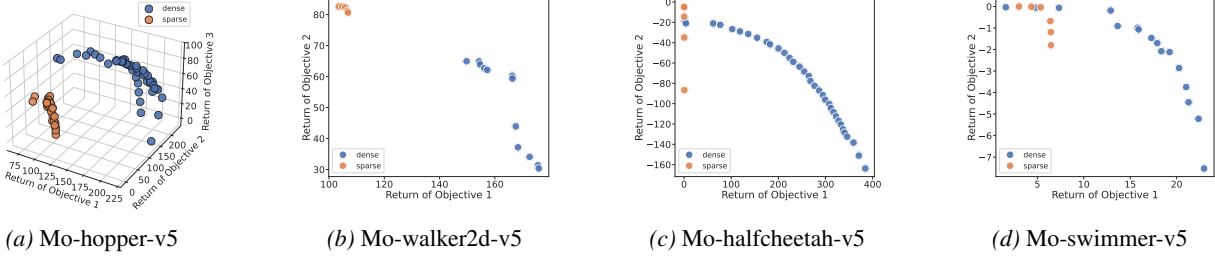 dense
sparse
100
80
60
40
20
0
Return of Objective 3
75
100
125
150
175
200
225
Return of Objective 1
0
50
100
150
200
Return of Objective 2
80
70
60
50
40
30
Return of Objective 2
dense
sparse
100 120 140 160
Return of Objective 1
0
−20
−40
−60
−80
−100
−120
−140
−160
Return of Objective 2
dense
sparse
0 100 200 300 400
Return of Objective 1
0
−1
−2
−3
−4
−5
−6
−7
Return of Objective 2
dense
sparse
5 10 15 20
Return of Objective 1
(a) Mo-hopper-v5
(b) Mo-walker2d-v5
(c) Mo-halfcheetah-v5
(d) Mo-swimmer-v5